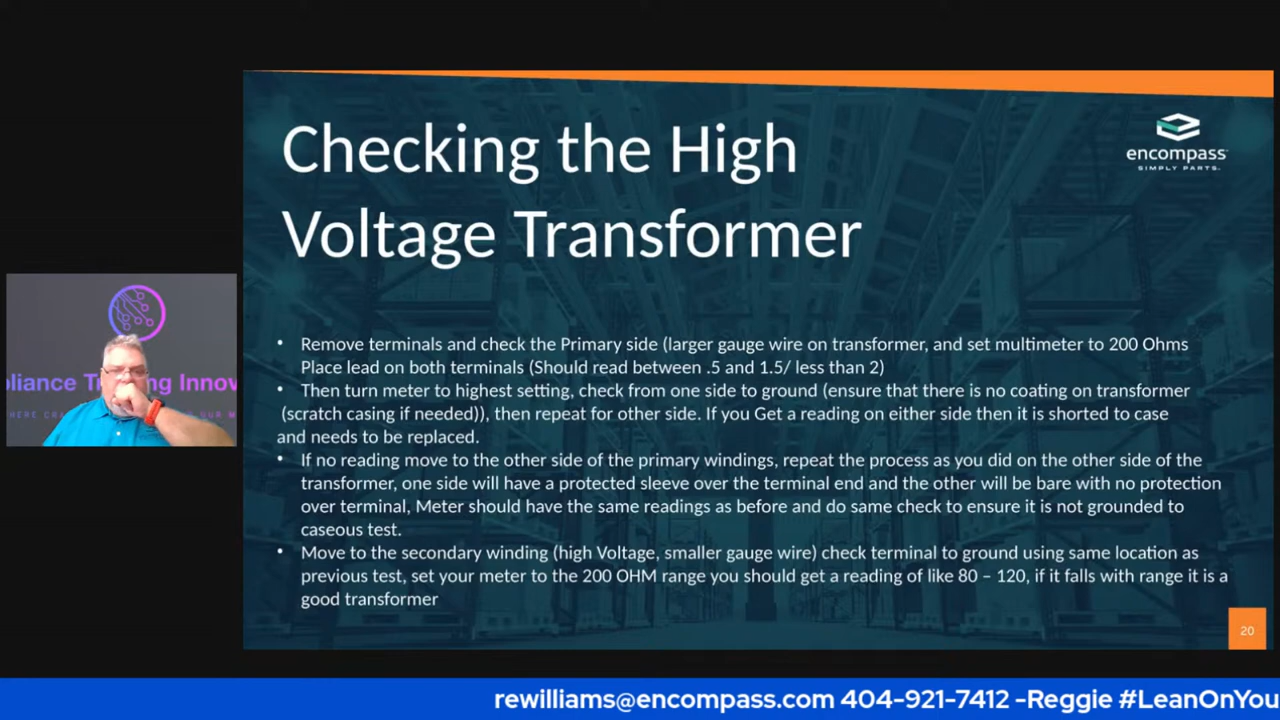 Checking the High
Voltage Transformer
encompass
SIMPLY PARTS.
• Remove terminals and check the Primary side (larger gauge wire on transformer, and set multimeter to 200 Ohms
Place lead on both terminals (Should read between .5 and 1.5/ less than 2)
• Then turn meter to highest setting, check from one side to ground (ensure that there is no coating on transformer
(scratch casing if needed)), then repeat for other side. If you Get a reading on either side then it is shorted to case
and needs to be replaced.
• If no reading move to the other side of the primary windings, repeat the process as you did on the other side of the
transformer, one side will have a protected sleeve over the terminal end and the other will be bare with no protection
over terminal, Meter should have the same readings as before and do same check to ensure it is not grounded to
caseous test.
• Move to the secondary winding (high Voltage, smaller gauge wire) check terminal to ground using same location as
previous test, set your meter to the 200 OHM range you should get a reading of like 80 – 120, if it falls with range it is a
good transformer
20
pliance Tr ning Innov
rewilliams@encompass.com 404-921-7412 -Reggie #LeanOnYou